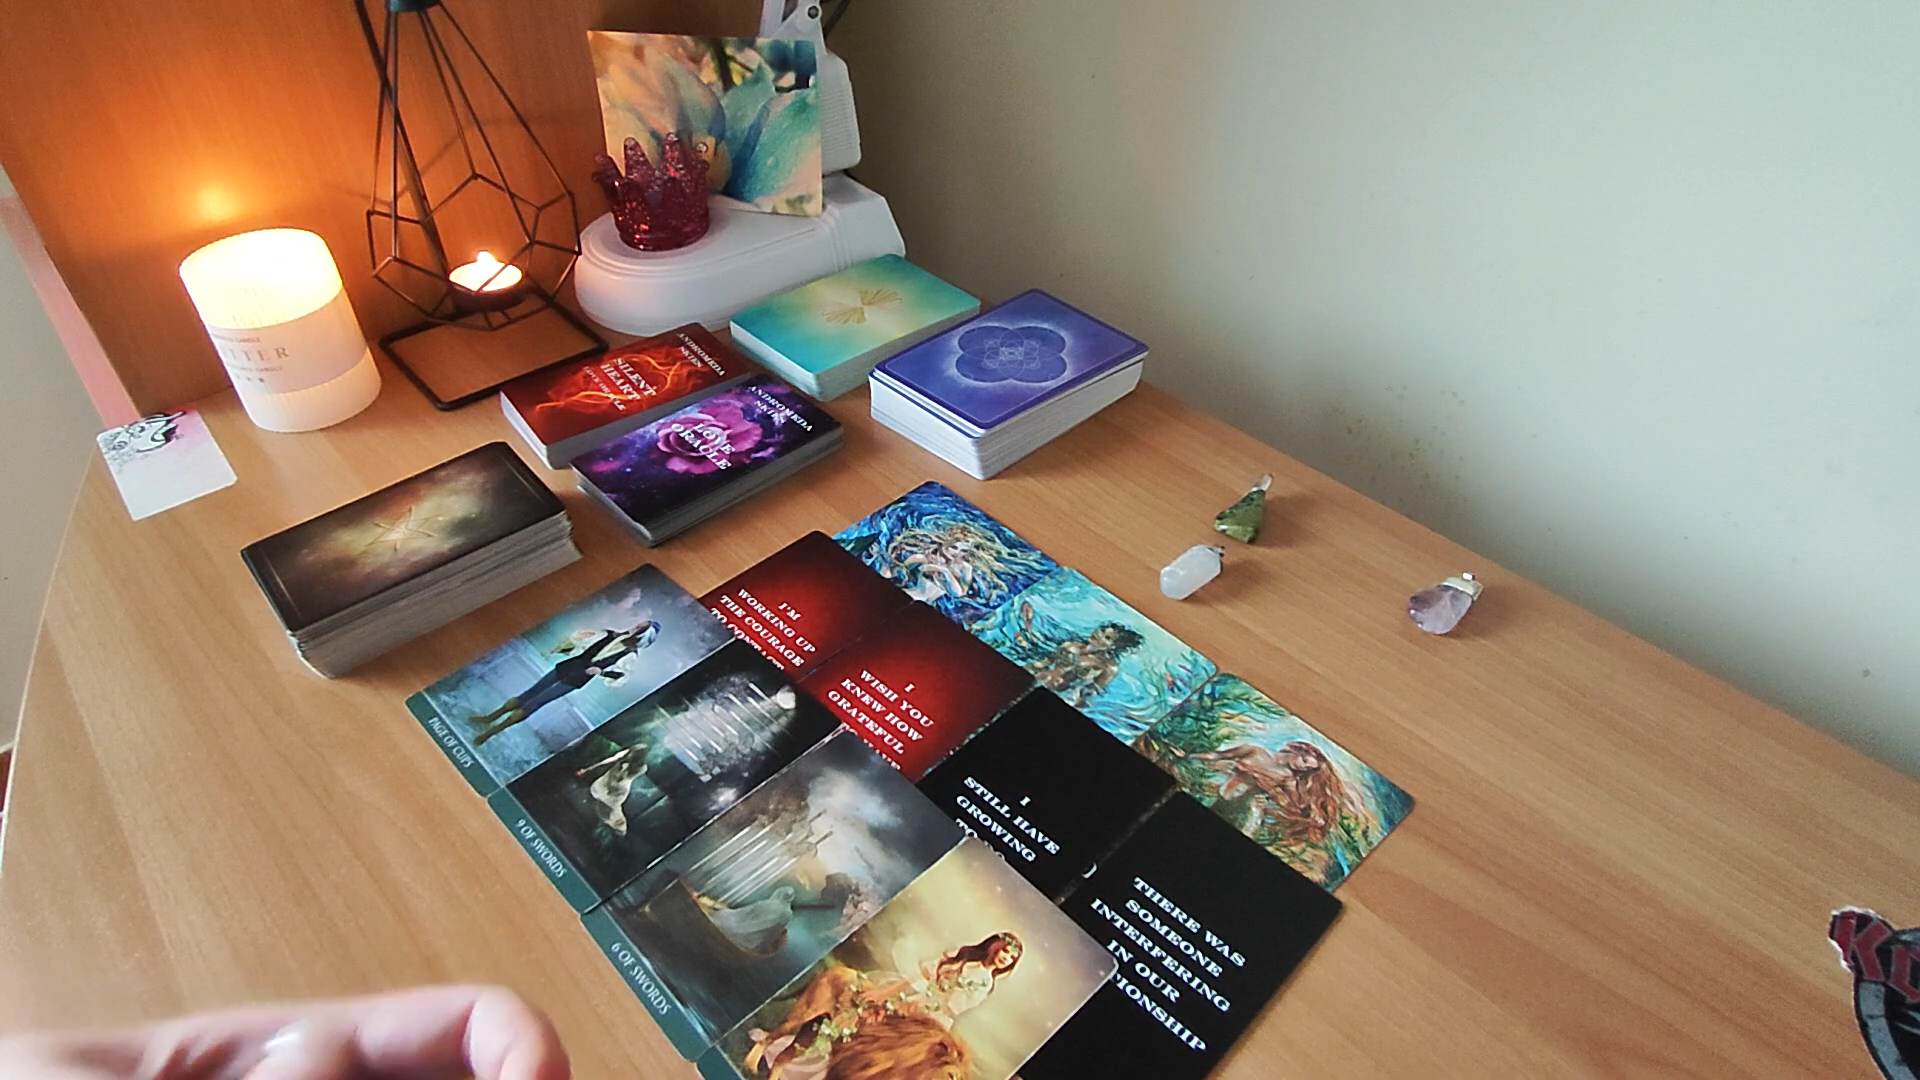 ANDROMEDA
SKIES
SILENT
HEART
ANDROMEDA
SKIES
LOVE
ORACLE
I'M
WORKING UP
THE COURAGE
I
WISH YOU
KNEW HOW
GRATEFUL
I
STILL HAVE
GROWING
THERE WAS
SOMEONE
INTERFERING
IN OUR
PAGE OF CUPS
9 OF SWORDS
6 OF SWORDS